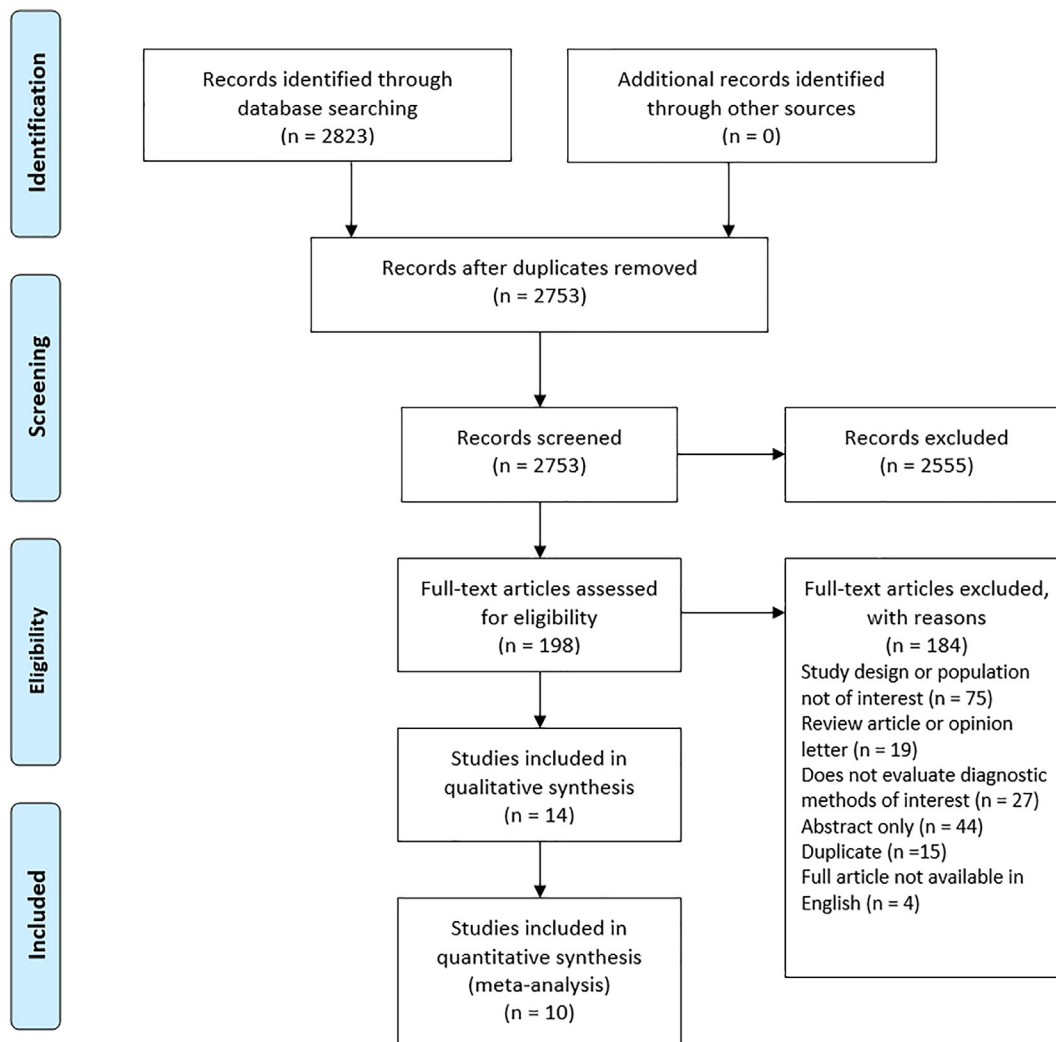 Identification
Records identified through
database searching
(n = 2823)
Additional records identified
through other sources
(n = 0)
Records after duplicates removed
(n = 2753)
Screening
Records screened
(n = 2753)
Records excluded
(n = 2555)
Eligibility
Full-text articles assessed
for eligibility
(n = 198)
Full-text articles excluded,
with reasons
(n = 184)
Study design or population
not of interest (n = 75)
Review article or opinion
letter (n = 19)
Does not evaluate diagnostic
methods of interest (n = 27)
Abstract only (n = 44)
Duplicate (n =15)
Full article not available in
English (n = 4)
Studies included in
qualitative synthesis
(n = 14)
Included
Studies included in
quantitative synthesis
(meta-analysis)
(n = 10)